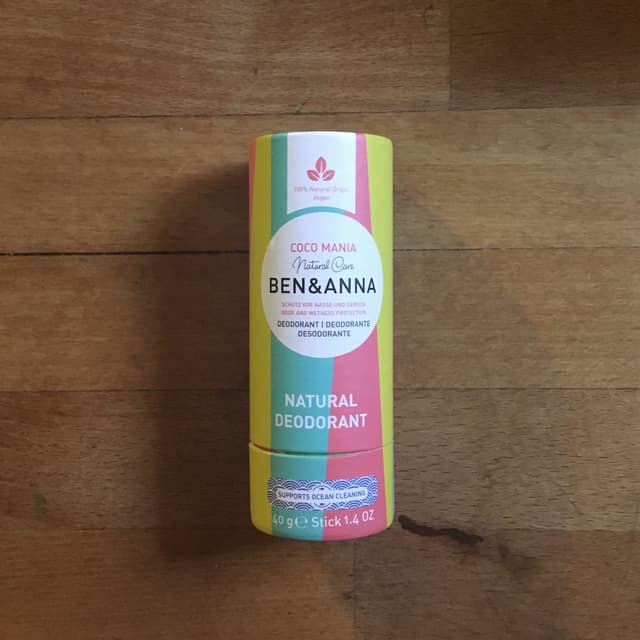 100% Natural Origin
Vegan
COCO MANIA
Natural Care
BEN&ANNA
SCHUTZ VOR NÄSSE UND GERUCH
ODOR AND WETNESS PROTECTION
DEODORANT | DEODORANTE
DESODORANTE
NATURAL
DEODORANT
SUPPORTS OCEAN CLEANING
40 g ℮ Stick 1.4 OZ